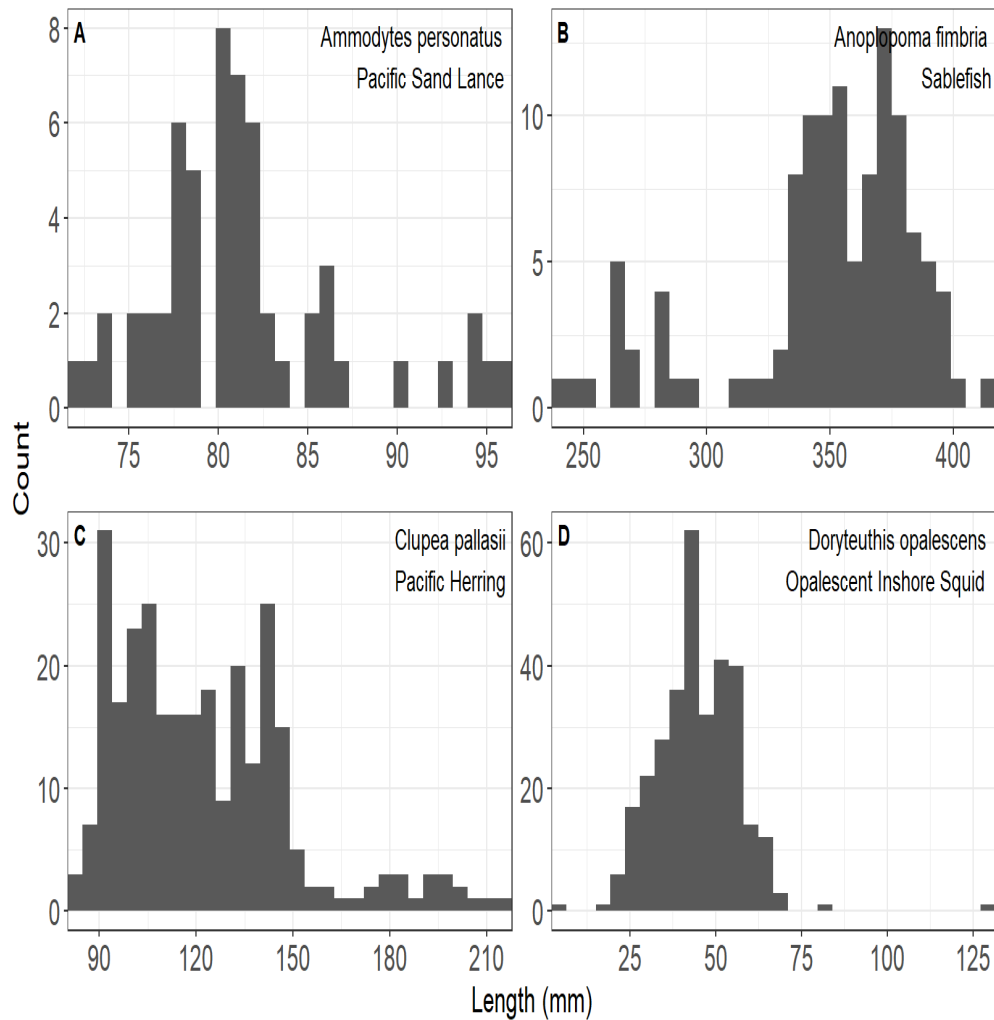 A
Ammodytes personatus
Pacific Sand Lance
8
6
4
2
0
75 80 85 90 95
B
Anoplopoma fimbria
Sablefish
10
5
0
250 300 350 400
Count
C
Clupea pallasii
Pacific Herring
30
20
10
0
90 120 150 180 210
D
Doryteuthis opalescens
Opalescent Inshore Squid
60
40
20
0
25 50 75 100 125
Length (mm)